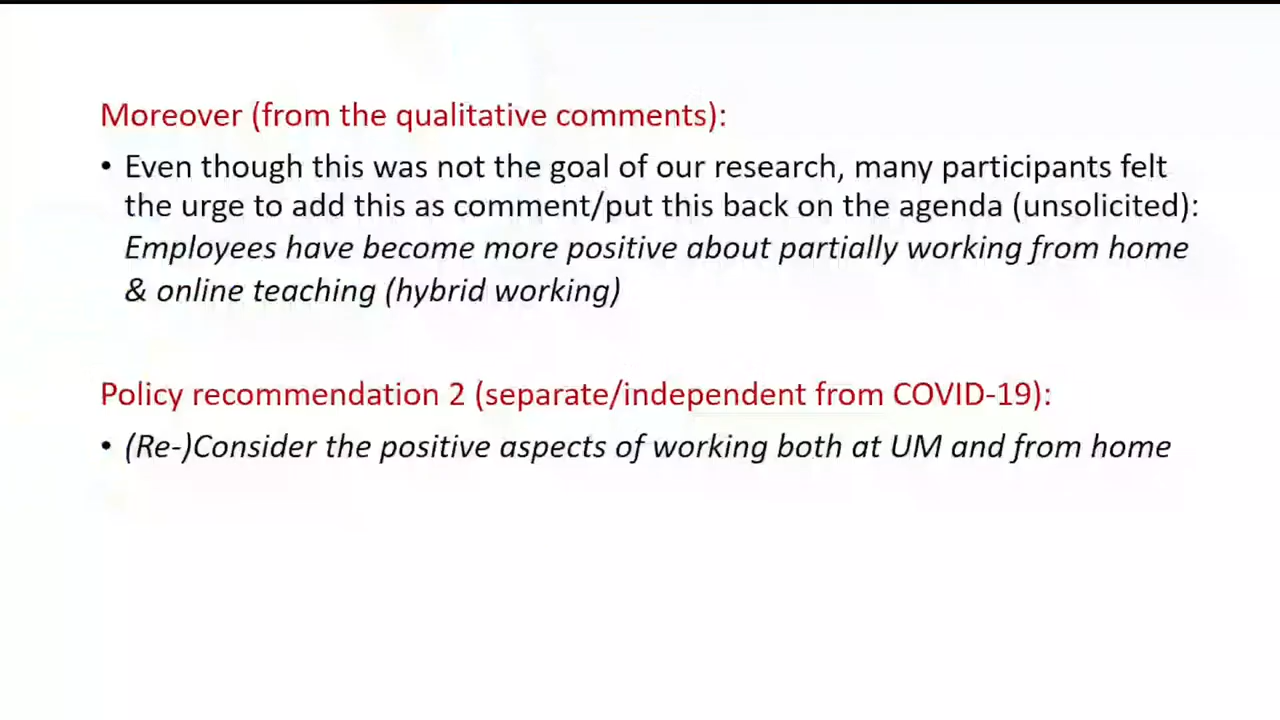 Moreover (from the qualitative comments):
• Even though this was not the goal of our research, many participants felt
the urge to add this as comment/put this back on the agenda (unsolicited):
Employees have become more positive about partially working from home
& online teaching (hybrid working)
Policy recommendation 2 (separate/independent from COVID-19):
• (Re-)Consider the positive aspects of working both at UM and from home